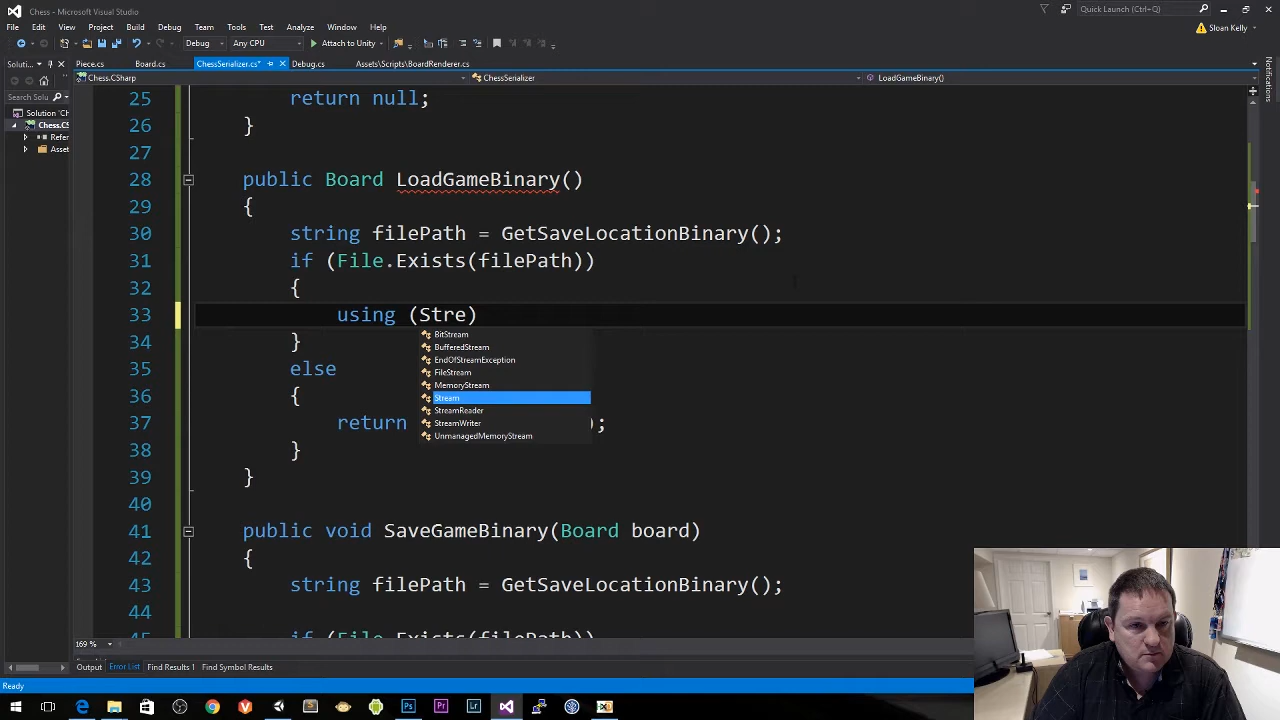 Chess - Microsoft Visual Studio
Quick Launch (Ctrl+Q)
File Edit View Project Build Debug Team Tools Test Analyze Window Help
Sloan Kelly
Debug Any CPU Attach to Unity
Solu... Piece.cs Board.cs ChessSerializer.cs* Debug.cs Assets\Scripts\BoardRenderer.cs
Chess.CSharp ChessSerializer LoadGameBinary()
Notifications
Search Solu
Solution 'Ch
Chess.CS
Refer
Asset
25 return null;
26 }
27
28 public Board LoadGameBinary()
29 {
30 string filePath = GetSaveLocationBinary();
31 if (File.Exists(filePath))
32 {
33 using (Stre)
BitStream
34 }
BufferedStream
EndOfStreamException
35 else
FileStream
MemoryStream
36 {
Stream
StreamReader
37 return );
StreamWriter
UnmanagedMemoryStream
38 }
39 }
40
41 public void SaveGameBinary(Board board)
42 {
43 string filePath = GetSaveLocationBinary();
44
45 if (File.Exists(filePath))
169 %
Output Error List Find Results 1 Find Symbol Results
Ready